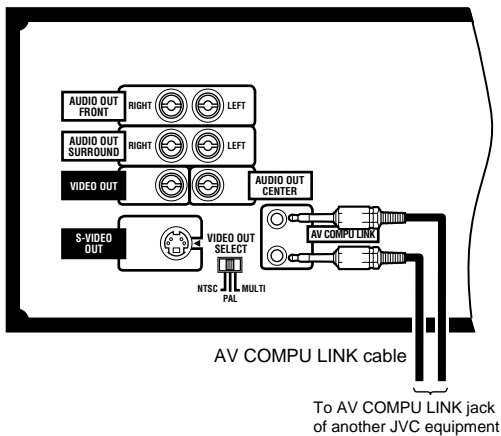 AUDIO OUT
FRONT
RIGHT
LEFT
AUDIO OUT
SURROUND
RIGHT
LEFT
VIDEO OUT
AUDIO OUT
CENTER
S-VIDEO
OUT
VIDEO OUT
SELECT
NTSC
MULTI
PAL
AV COMPU LINK
AV COMPU LINK cable
To AV COMPU LINK jack
of another JVC equipment